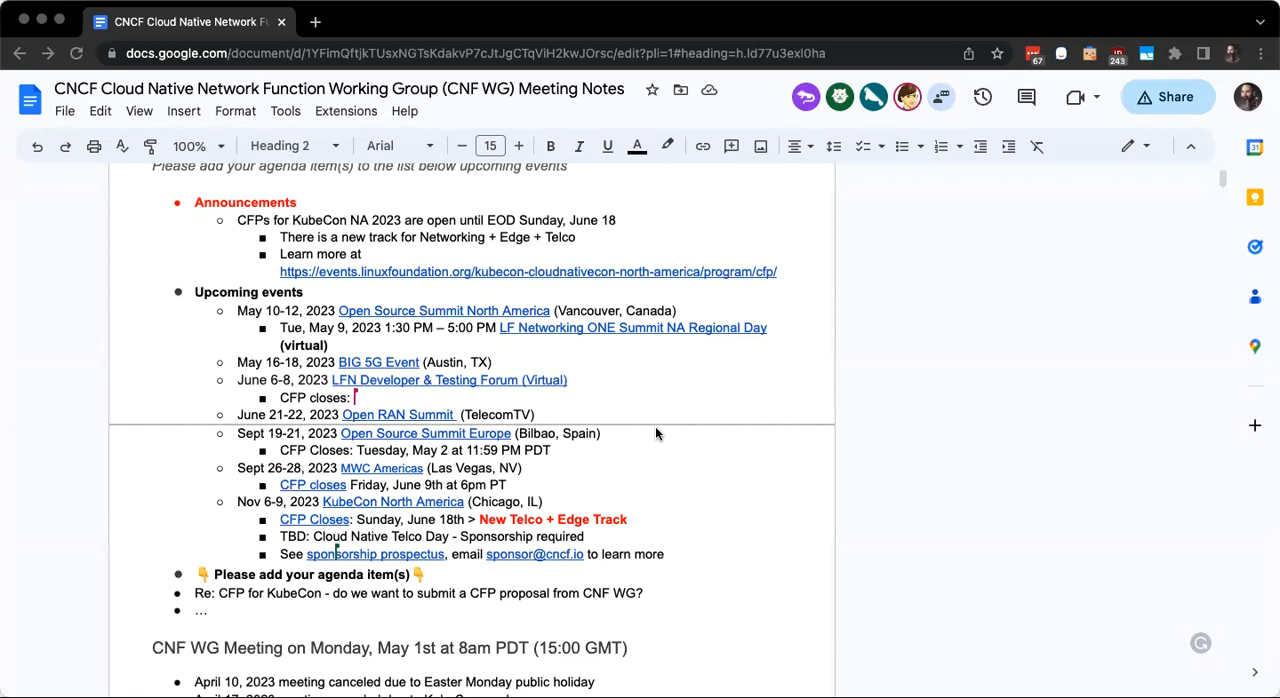 CNCF Cloud Native Network F
docs.google.com/document/d/1YFimQftjkTUsxNGTsKdakvP7cJtJgCTqViH2kwJOrsc/edit?pli=1#heading=h.ld77u3exl0ha
67
243
CNCF Cloud Native Network Function Working Group (CNF WG) Meeting Notes
Share
File Edit View Insert Format Tools Extensions Help
100% Heading 2 Arial 15
Please add your agenda item(s) to the list below upcoming events
Announcements
CFPs for KubeCon NA 2023 are open until EOD Sunday, June 18
There is a new track for Networking + Edge + Telco
Learn more at
https://events.linuxfoundation.org/kubecon-cloudnativecon-north-america/program/cfp/
Upcoming events
May 10-12, 2023 Open Source Summit North America (Vancouver, Canada)
Tue, May 9, 2023 1:30 PM – 5:00 PM LF Networking ONE Summit NA Regional Day
(virtual)
May 16-18, 2023 BIG 5G Event (Austin, TX)
June 6-8, 2023 LFN Developer & Testing Forum (Virtual)
CFP closes:
June 21-22, 2023 Open RAN Summit (TelecomTV)
Sept 19-21, 2023 Open Source Summit Europe (Bilbao, Spain)
CFP Closes: Tuesday, May 2 at 11:59 PM PDT
Sept 26-28, 2023 MWC Americas (Las Vegas, NV)
CFP closes Friday, June 9th at 6pm PT
Nov 6-9, 2023 KubeCon North America (Chicago, IL)
CFP Closes: Sunday, June 18th > New Telco + Edge Track
TBD: Cloud Native Telco Day - Sponsorship required
See sponsorship prospectus, email sponsor@cncf.io to learn more
👇 Please add your agenda item(s)👇
Re: CFP for KubeCon - do we want to submit a CFP proposal from CNF WG?
…
CNF WG Meeting on Monday, May 1st at 8am PDT (15:00 GMT)
April 10, 2023 meeting canceled due to Easter Monday public holiday